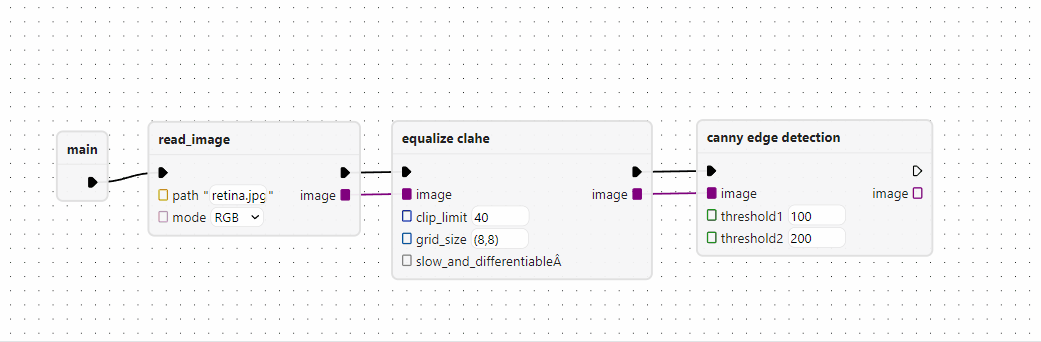 main
read_image
path " retina.jpg "
image
mode RGB
equalize clahe
image
image
clip_limit 40
grid_size (8,8)
slow_and_differentiableÂ
canny edge detection
image
image
threshold1 100
threshold2 200